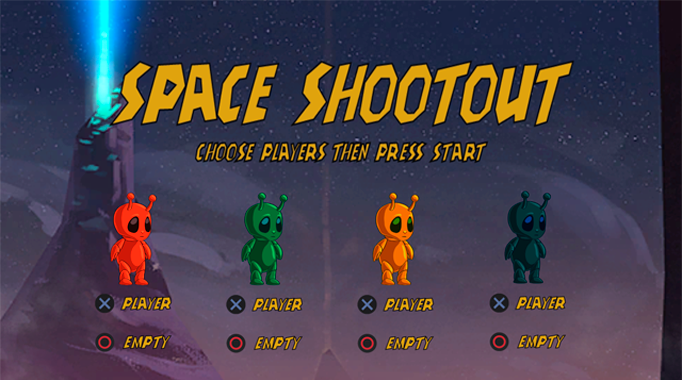 SPACE SHOOTOUT
CHOOSE PLAYERS THEN PRESS START
PLAYER PLAYER PLAYER PLAYER
EMPTY EMPTY EMPTY EMPTY